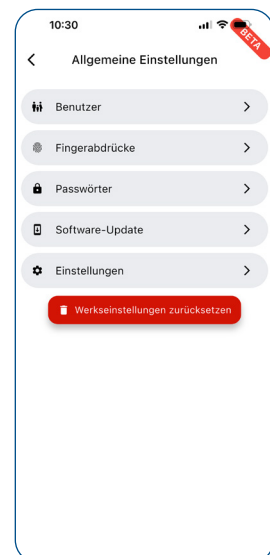 10:30
BETA
Allgemeine Einstellungen
Benutzer
Fingerabdrücke
Passwörter
Software-Update
Einstellungen
Werkseinstellungen zurücksetzen